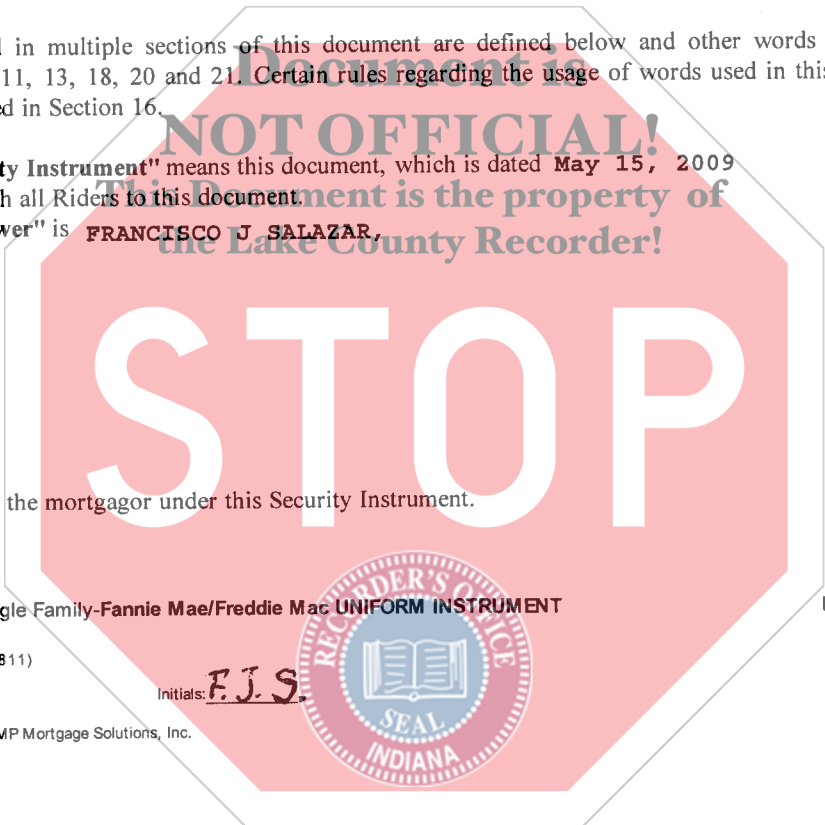 in multiple sections of this document are defined below and other words
11, 13, 18, 20 and 21. Certain rules regarding the usage of words used in this
in Section 16.
Document is
NOT OFFICIAL!
This Document is the property of
the Lake County Recorder!
ty Instrument" means this document, which is dated May 15, 2009
h all Riders to this document.
wer" is FRANCISCO J SALAZAR,
STOP
the mortgagor under this Security Instrument.
gle Family-Fannie Mae/Freddie Mac UNIFORM INSTRUMENT
811)
Initials: F. J. S.
MP Mortgage Solutions, Inc.
RECORDER'S OFFICE
SEAL
INDIANA